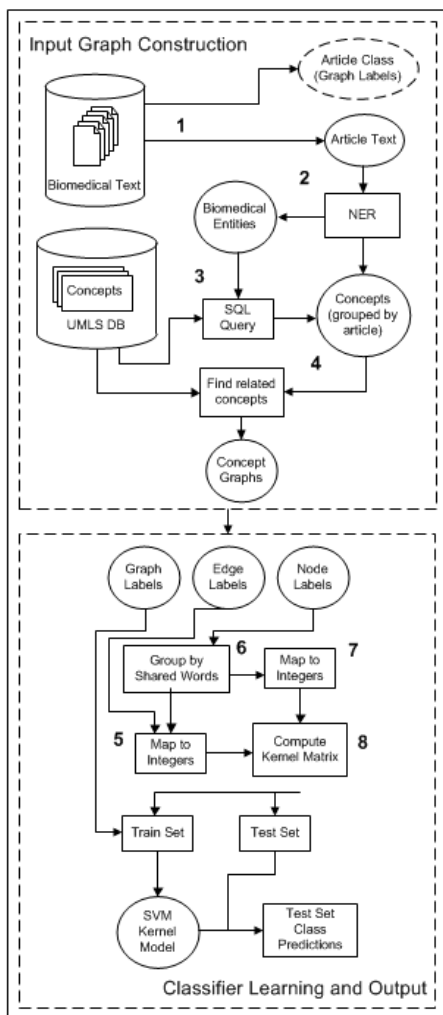 Input Graph Construction
Article Class
(Graph Labels)
1
Biomedical Text
Article Text
2
Biomedical
Entities
NER
3
Concepts
UMLS DB
SQL
Query
Concepts
(grouped by
article)
4
Find related
concepts
Concept
Graphs
Graph
Labels
Edge
Labels
Node
Labels
6
7
Group by
Shared Words
Map to
Integers
5
Map to
Integers
Compute
Kernel Matrix
8
Train Set
Test Set
SVM
Kernel
Model
Test Set
Class
Predictions
Classifier Learning and Output